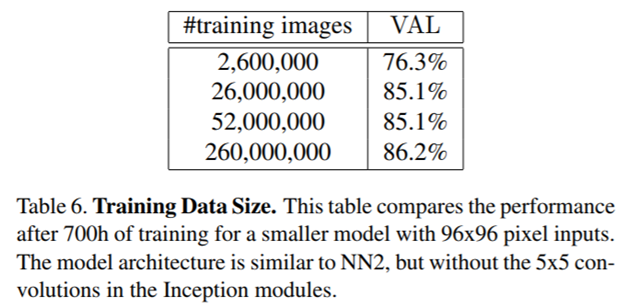 #training images VAL
2,600,000 76.3%
26,000,000 85.1%
52,000,000 85.1%
260,000,000 86.2%
Table 6. Training Data Size. This table compares the performance
after 700h of training for a smaller model with 96x96 pixel inputs.
The model architecture is similar to NN2, but without the 5x5 con-
volutions in the Inception modules.